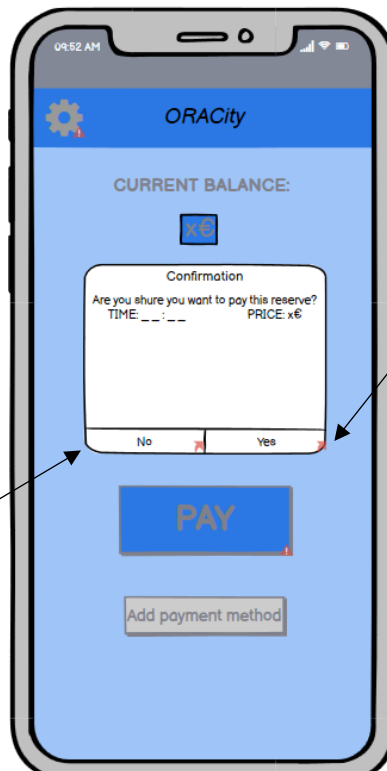 09:52 AM
ORACity
CURRENT BALANCE:
x€
Confirmation
Are you shure you want to pay this reserve?
TIME: _ _ : _ _ PRICE: x€
No Yes
PAY
Add payment method